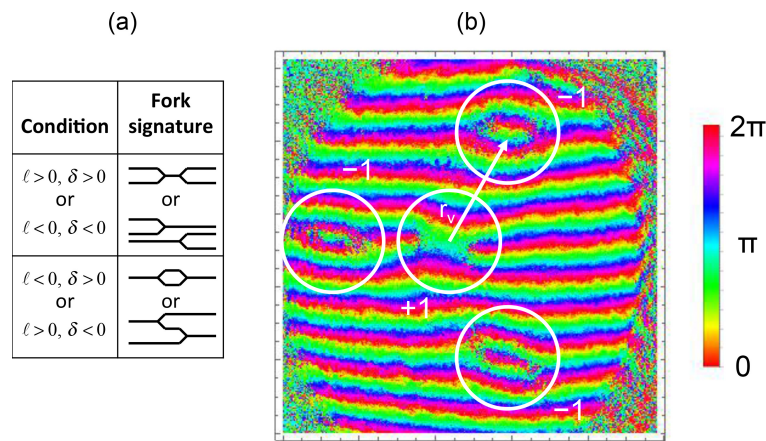 (a)
(b)
Condition
Fork
signature
ℓ > 0, δ > 0
or
ℓ < 0, δ < 0
or
ℓ < 0, δ > 0
or
ℓ > 0, δ < 0
or
−1
−1
r_v
+1
−1
2π
π
0